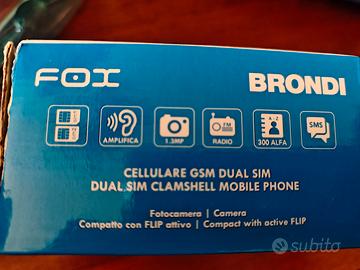 FOX
BRONDI
AMPLIFICA
1.3MP
FM
RADIO
A-Z
300 ALFA
SMS
CELLULARE GSM DUAL SIM
DUAL SIM CLAMSHELL MOBILE PHONE
Fotocamera | Camera
Compatto con FLIP attivo | Compact with active FLIP
subito